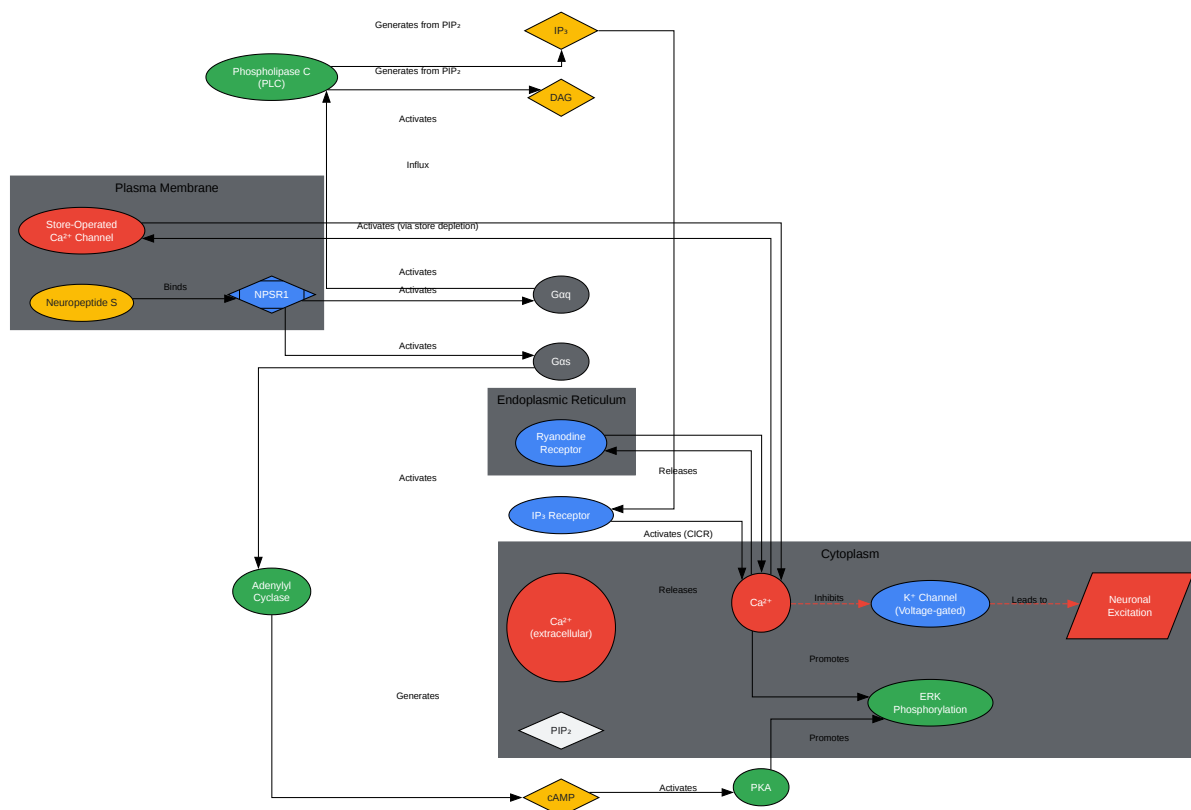 Generates from PIP₂
IP₃
Phospholipase C
(PLC)
Generates from PIP₂
DAG
Activates
Influx
Plasma Membrane
Store-Operated
Ca²⁺ Channel
Activates (via store depletion)
Neuropeptide S
Binds
NPSR1
Activates
Activates
Gαq
Activates
Gαs
Endoplasmic Reticulum
Ryanodine
Receptor
Releases
Activates
IP₃ Receptor
Activates (CICR)
Cytoplasm
Adenylyl
Cyclase
Ca²⁺
(extracellular)
Releases
Ca²⁺
Inhibits
K⁺ Channel
(Voltage-gated)
Leads to
Neuronal
Excitation
Promotes
Generates
ERK
Phosphorylation
PIP₂
Promotes
cAMP
Activates
PKA